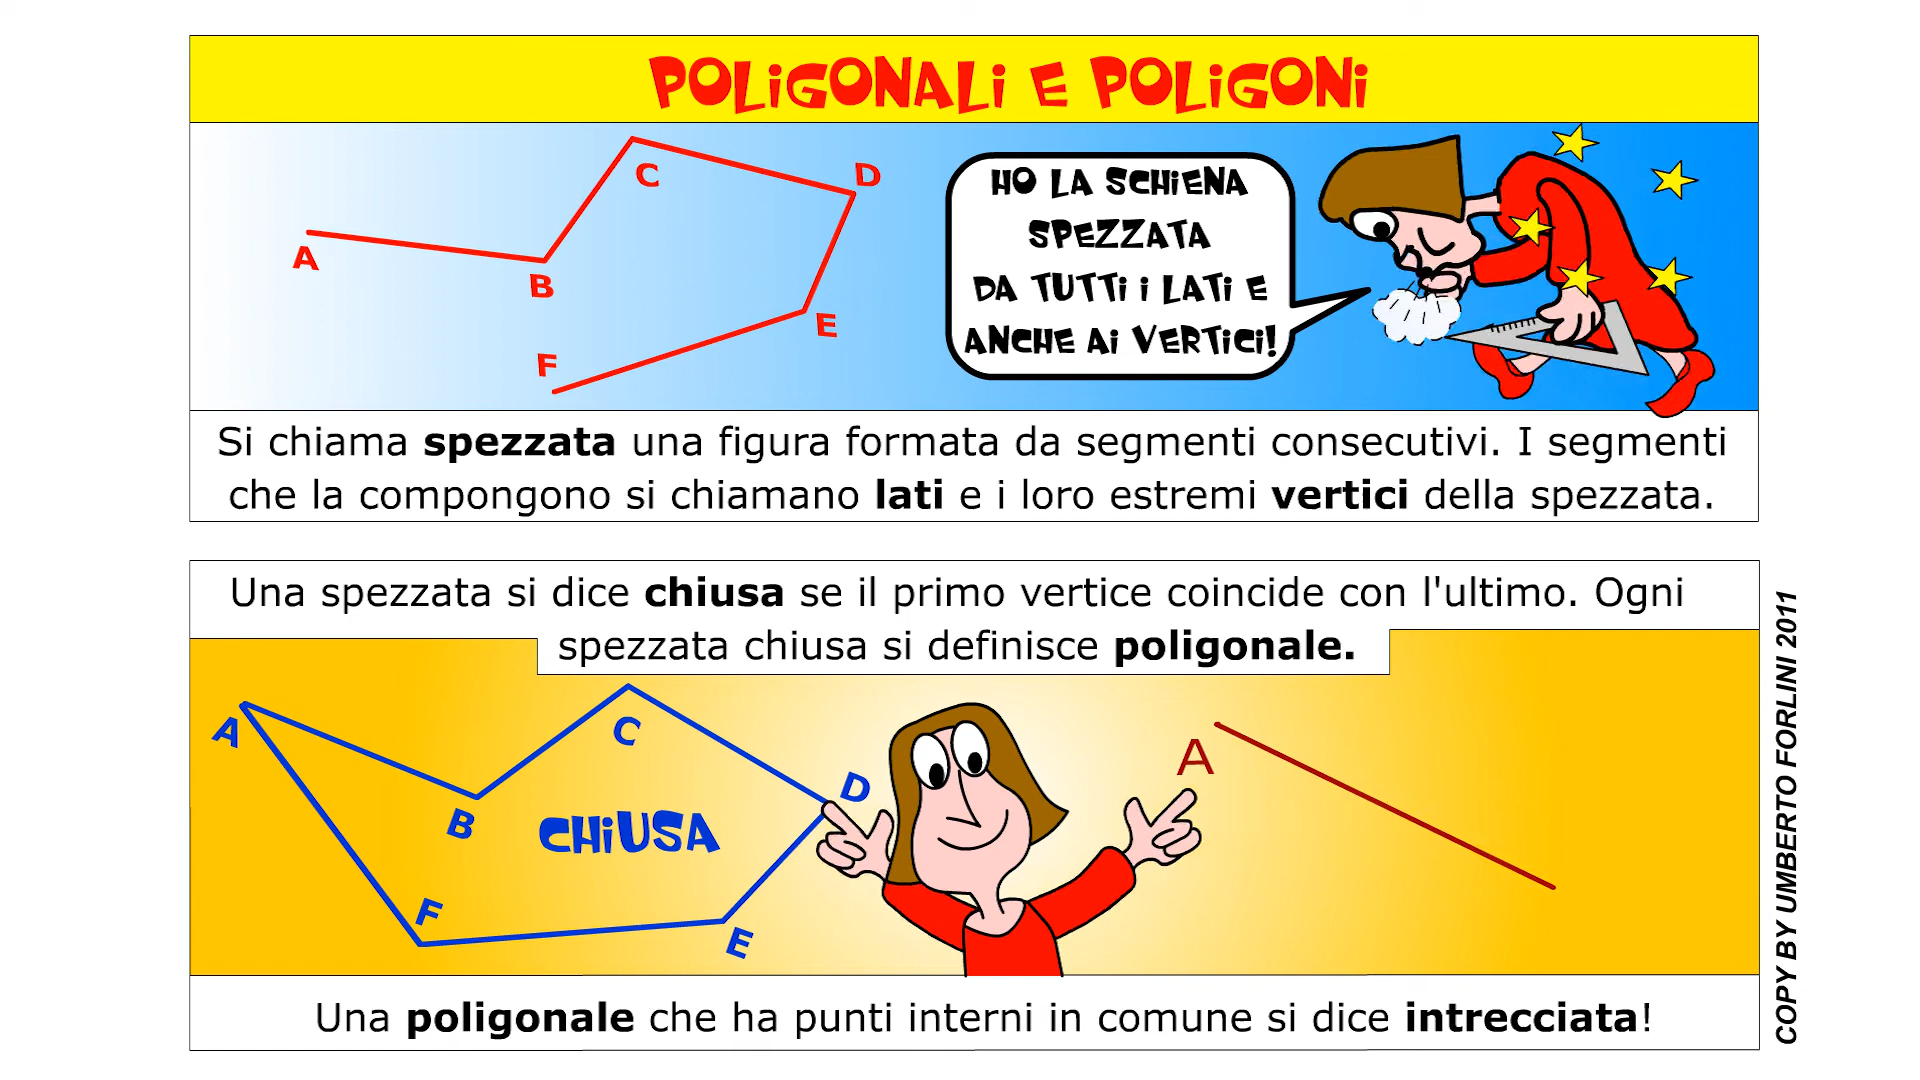 POLIGONALI E POLIGONI
A
B
C
D
E
F
HO LA SCHIENA
SPEZZATA
DA TUTTI I LATI E
ANCHE AI VERTICI!
Si chiama spezzata una figura formata da segmenti consecutivi. I segmenti
che la compongono si chiamano lati e i loro estremi vertici della spezzata.
Una spezzata si dice chiusa se il primo vertice coincide con l'ultimo. Ogni
spezzata chiusa si definisce poligonale.
A
B
C
D
E
F
CHIUSA
A
Una poligonale che ha punti interni in comune si dice intrecciata!
COPY BY UMBERTO FORLINI 2011